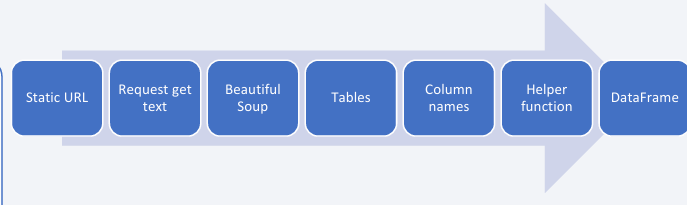 Static URL
Request get
text
Beautiful
Soup
Tables
Column
names
Helper
function
DataFrame